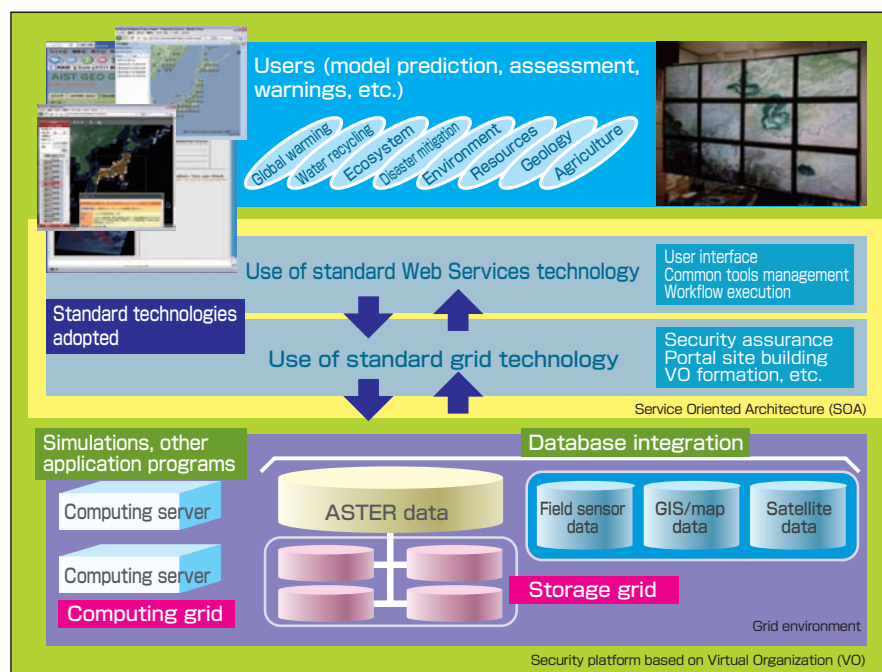 AIST GEO G
Users (model prediction, assessment,
warnings, etc.)
Global warming
Water recycling
Ecosystem
Disaster mitigation
Environment
Resources
Geology
Agriculture
Use of standard Web Services technology
User interface
Common tools management
Workflow execution
Standard technologies
adopted
Use of standard grid technology
Security assurance
Portal site building
VO formation, etc.
Service Oriented Architecture (SOA)
Simulations, other
application programs
Database integration
Computing server
ASTER data
Field sensor
data
GIS/map
data
Satellite
data
Computing server
Computing grid
Storage grid
Grid environment
Security platform based on Virtual Organization (VO)